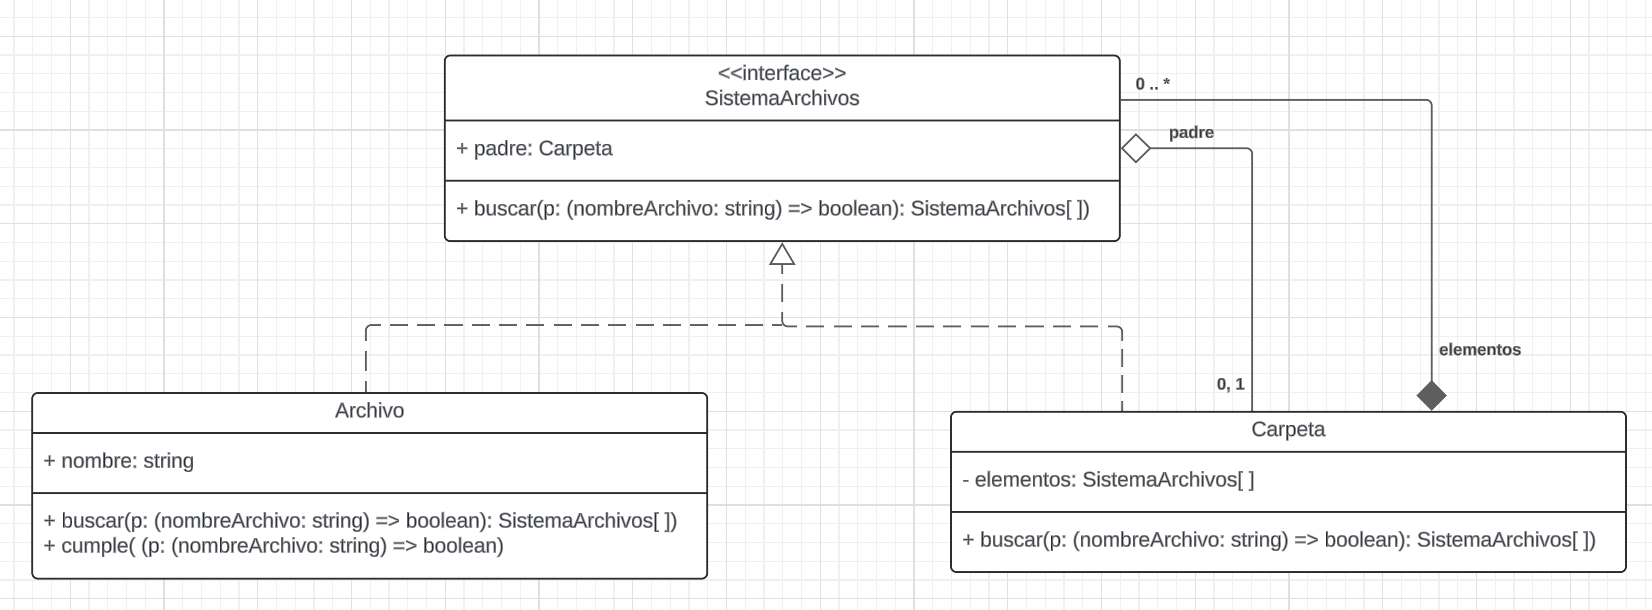 <<interface>>
SistemaArchivos
0 .. *
padre
+ padre: Carpeta
+ buscar(p: (nombreArchivo: string) => boolean): SistemaArchivos[ ])
elementos
0, 1
Archivo
+ nombre: string
+ buscar(p: (nombreArchivo: string) => boolean): SistemaArchivos[ ])
+ cumple( (p: (nombreArchivo: string) => boolean)
Carpeta
- elementos: SistemaArchivos[ ]
+ buscar(p: (nombreArchivo: string) => boolean): SistemaArchivos[ ])